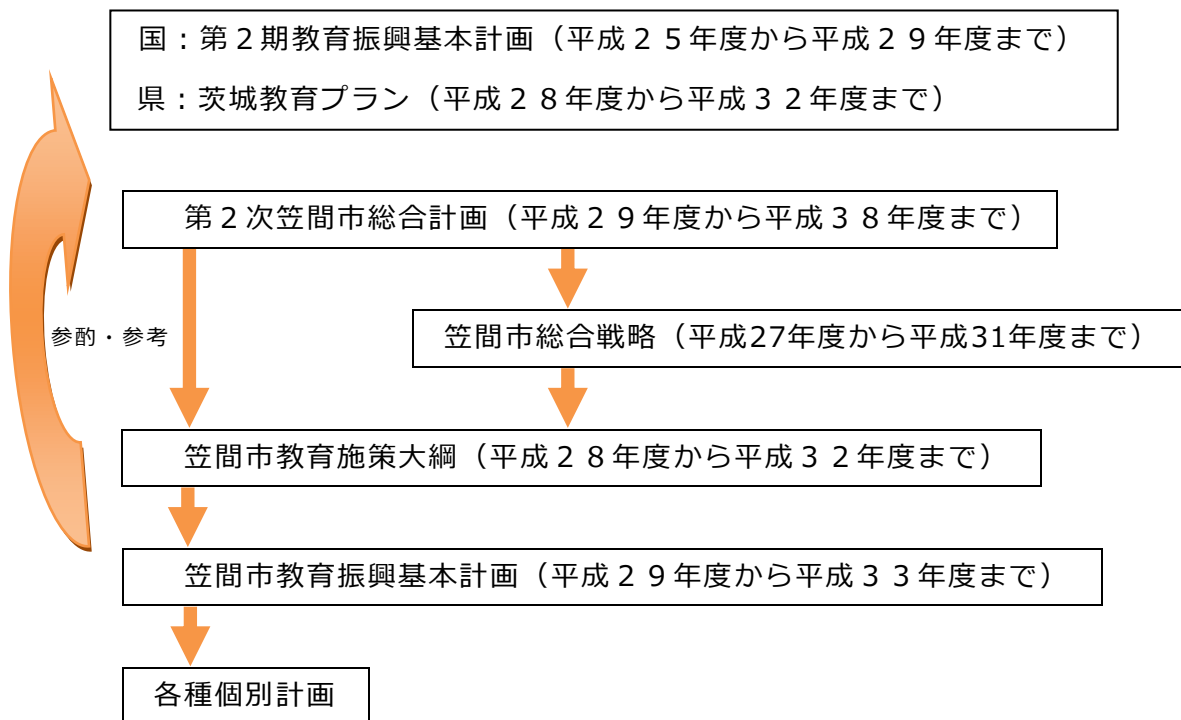 国：第２期教育振興基本計画（平成２５年度から平成２９年度まで）
県：茨城教育プラン（平成２８年度から平成３２年度まで）
第２次笠間市総合計画（平成２９年度から平成３８年度まで）
参酌・参考
笠間市総合戦略（平成27年度から平成31年度まで）
笠間市教育施策大綱（平成２８年度から平成３２年度まで）
笠間市教育振興基本計画（平成２９年度から平成３３年度まで）
各種個別計画